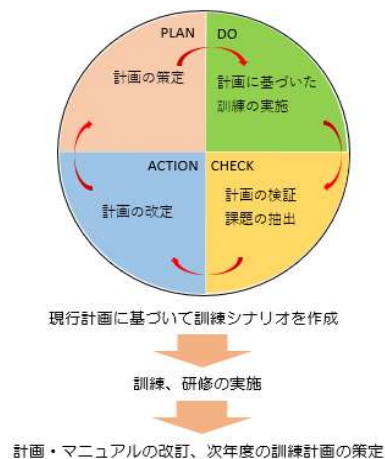 PLAN
計画の策定
DO
計画に基づいた
訓練の実施
ACTION
計画の改定
CHECK
計画の検証
課題の抽出
現行計画に基づいて訓練シナリオを作成
訓練、研修の実施
計画・マニュアルの改訂、次年度の訓練計画の策定